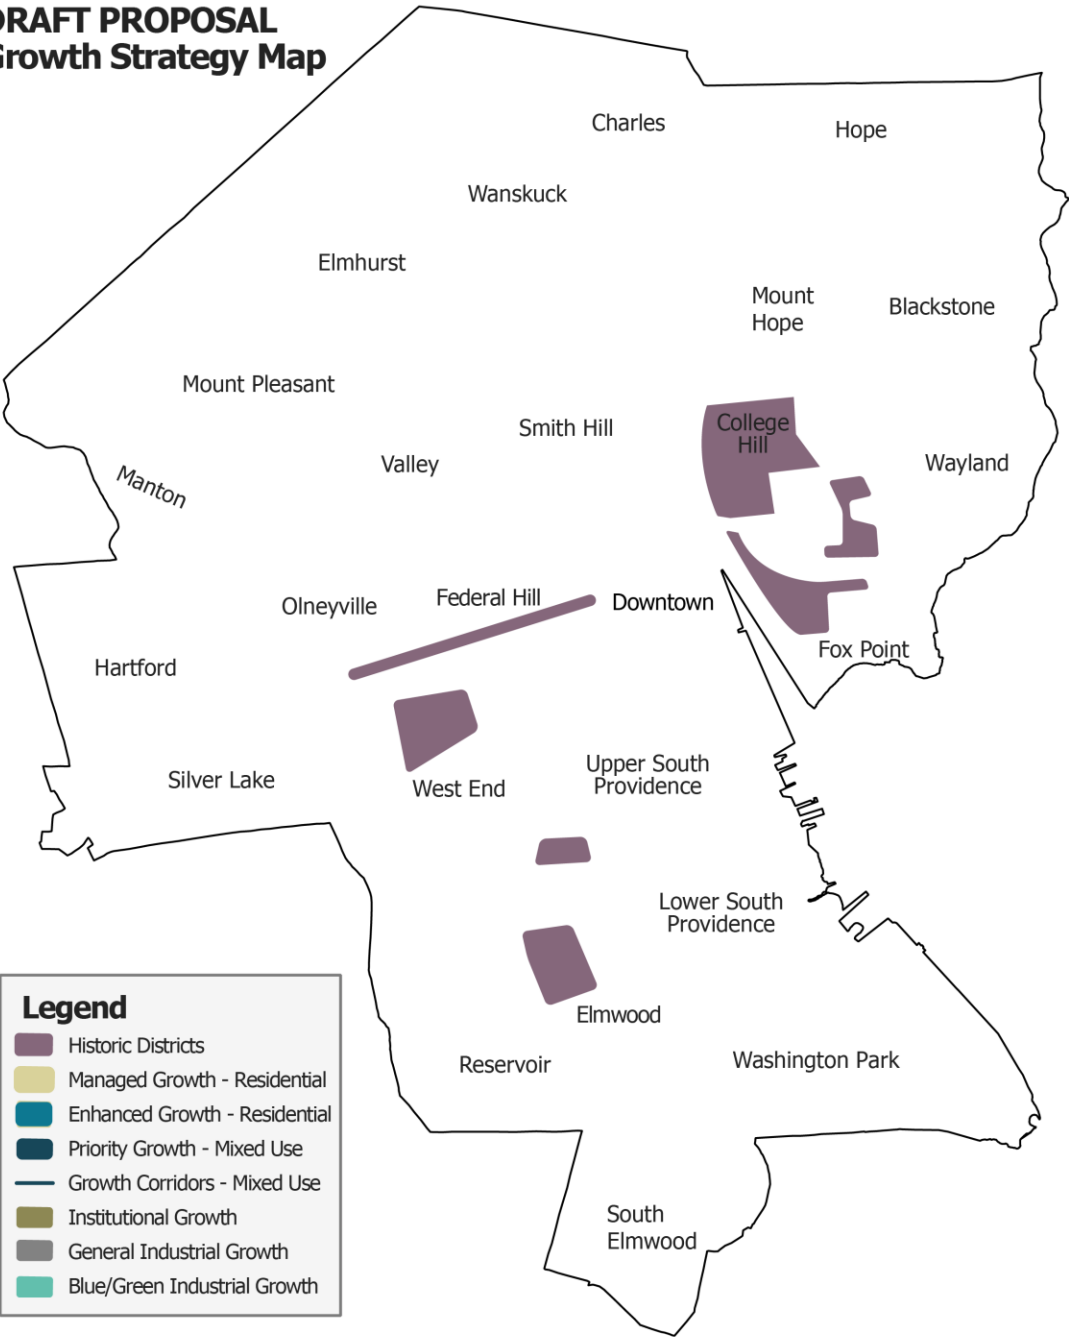 DRAFT PROPOSAL
Growth Strategy Map
Charles
Hope
Wanskuck
Elmhurst
Mount
Hope
Blackstone
Mount Pleasant
College
Hill
Smith Hill
Valley
Wayland
Manton
Federal Hill
Olneyville
Downtown
Fox Point
Hartford
Upper South
Providence
Silver Lake
West End
Lower South
Providence
Elmwood
Reservoir
Washington Park
South
Elmwood
Legend
Historic Districts
Managed Growth - Residential
Enhanced Growth - Residential
Priority Growth - Mixed Use
Growth Corridors - Mixed Use
Institutional Growth
General Industrial Growth
Blue/Green Industrial Growth